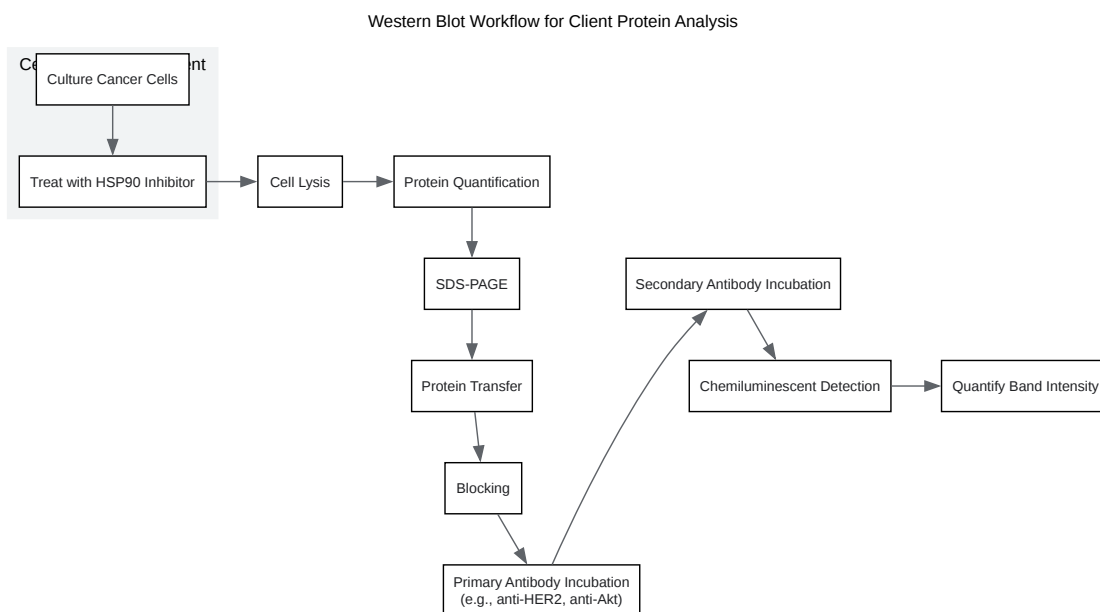 Western Blot Workflow for Client Protein Analysis
Culture Cancer Cells
Treat with HSP90 Inhibitor
Cell Lysis
Protein Quantification
SDS-PAGE
Secondary Antibody Incubation
Protein Transfer
Chemiluminescent Detection
Quantify Band Intensity
Blocking
Primary Antibody Incubation
(e.g., anti-HER2, anti-Akt)